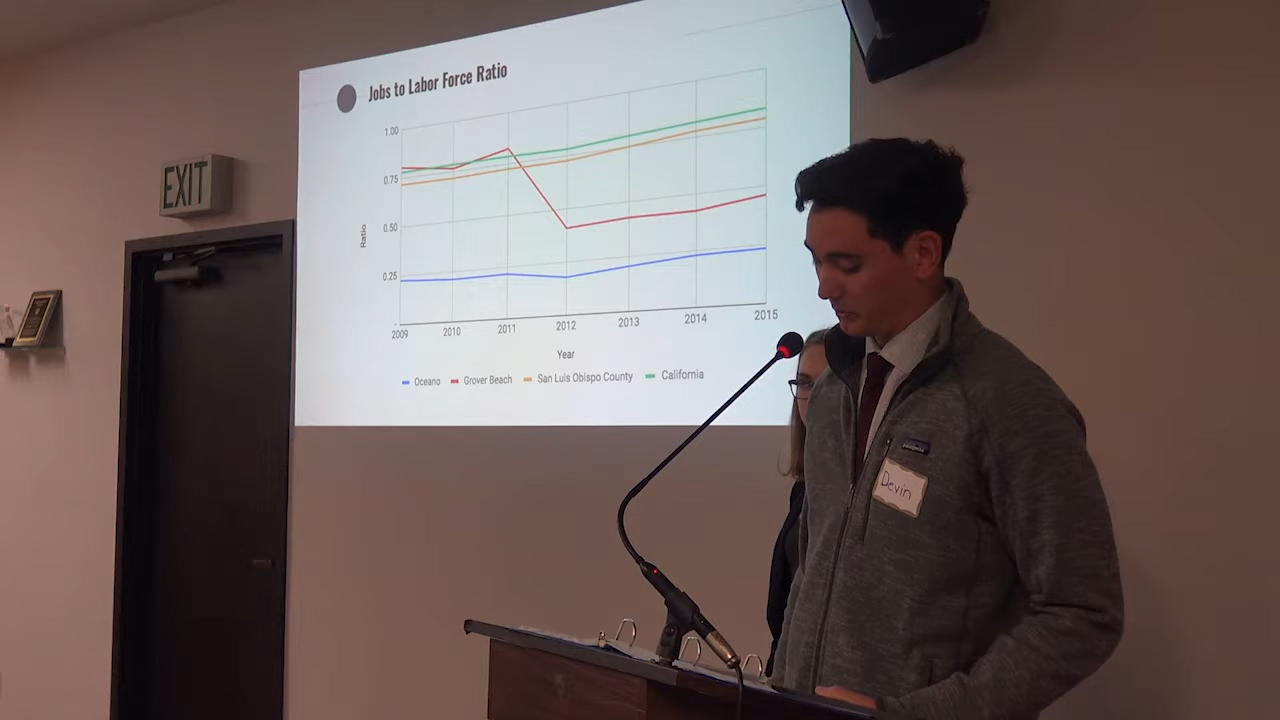 Jobs to Labor Force Ratio
1.00
0.75
0.50
0.25
Ratio
2009 2010 2011 2012 2013 2014 2015
Year
Oceano Grover Beach San Luis Obispo County California
EXIT
Devin